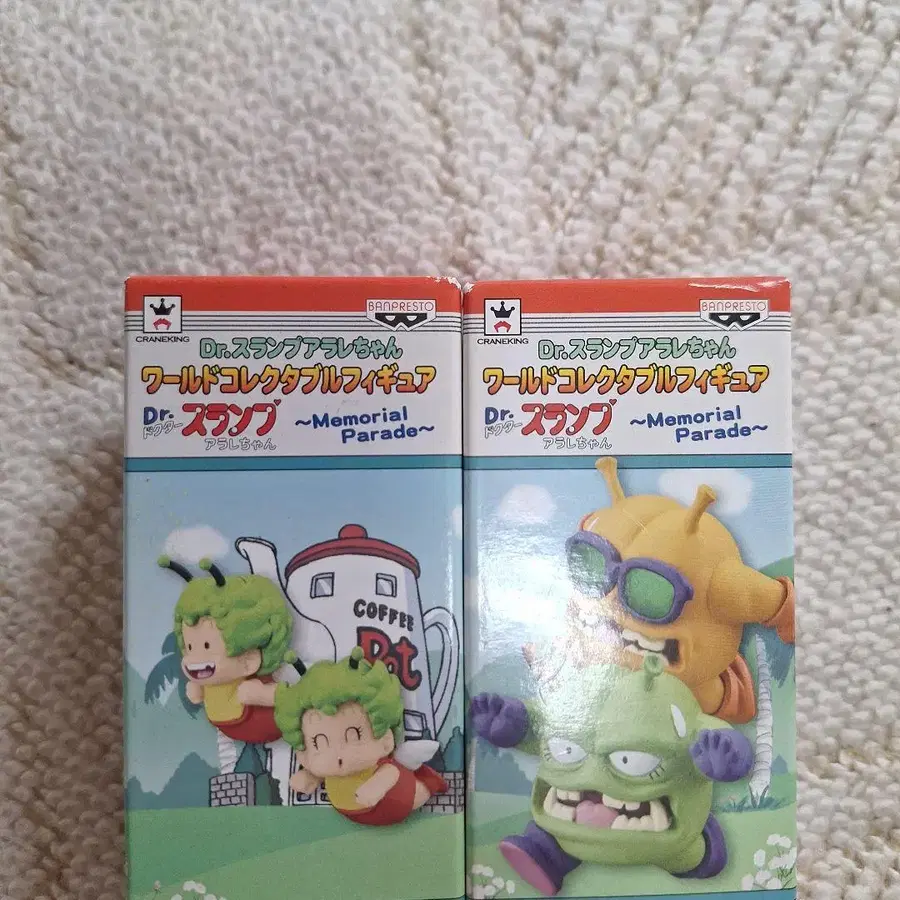 CRANEKING
BANPRESTO
Dr.スランプアラレちゃん
ワールドコレクタブルフィギュア
Dr.
ドクター
スランプ
アラレちゃん
~Memorial
Parade~
COFFEE
Pot
CRANEKING
BANPRESTO
Dr.スランプアラレちゃん
ワールドコレクタブルフィギュア
Dr.
ドクター
スランプ
アラレちゃん
~Memorial
Parade~